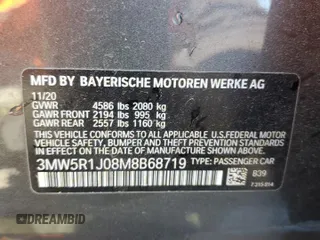 MFD BY BAYERISCHE MOTOREN WERKE AG
11/20
GVWR 4586 lbs 2080 kg
GAWR FRONT 2194 lbs 995 kg
GAWR REAR 2557 lbs 1160 kg
THIS VEHICLE CONFORMS TO ALL APPLICABLE
FEDERAL MOTOR VEHICLE SAFETY, BUMPER, AND
THEFT PREVENTION STANDARDS IN EFFECT ON THE
DATE OF MANUFACTURE SHOWN ABOVE.
3MW5R1J08M8B68719 TYPE: PASSENGER CAR
B39
DREAMBID